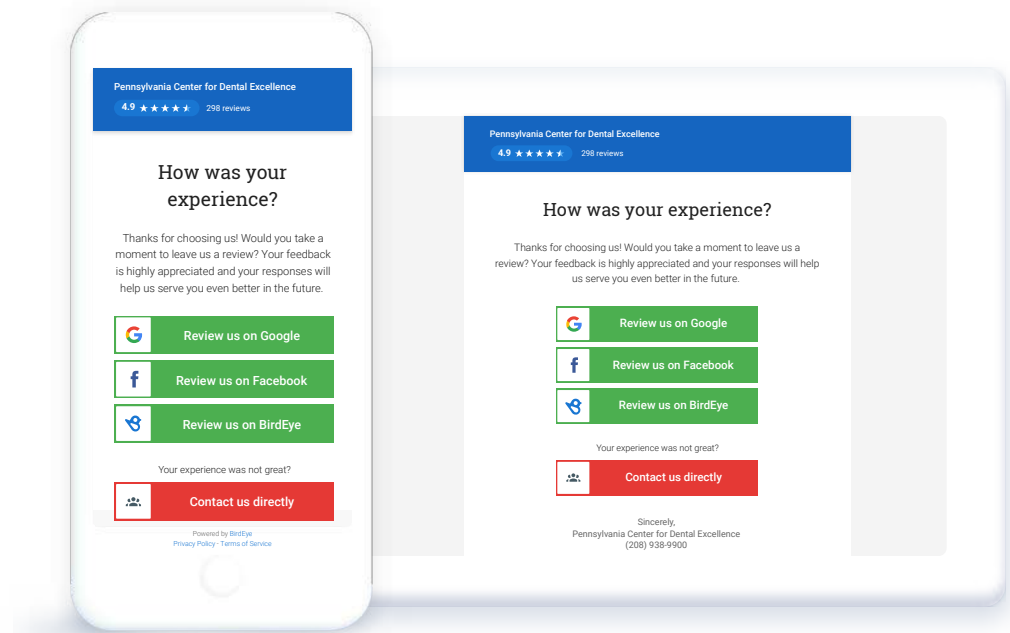 Pennsylvania Center for Dental Excellence
4.9
298 reviews
How was your
experience?
Thanks for choosing us! Would you take a
moment to leave us a review? Your feedback
is highly appreciated and your responses will
help us serve you even better in the future.
Review us on Google
Review us on Facebook
Review us on BirdEye
Your experience was not great?
Contact us directly
Powered by BirdEye
Privacy Policy · Terms of Service
Pennsylvania Center for Dental Excellence
4.9
298 reviews
How was your experience?
Thanks for choosing us! Would you take a moment to leave us a
review? Your feedback is highly appreciated and your responses will help
us serve you even better in the future.
Review us on Google
Review us on Facebook
Review us on BirdEye
Your experience was not great?
Contact us directly
Sincerely,
Pennsylvania Center for Dental Excellence
(208) 938-9900